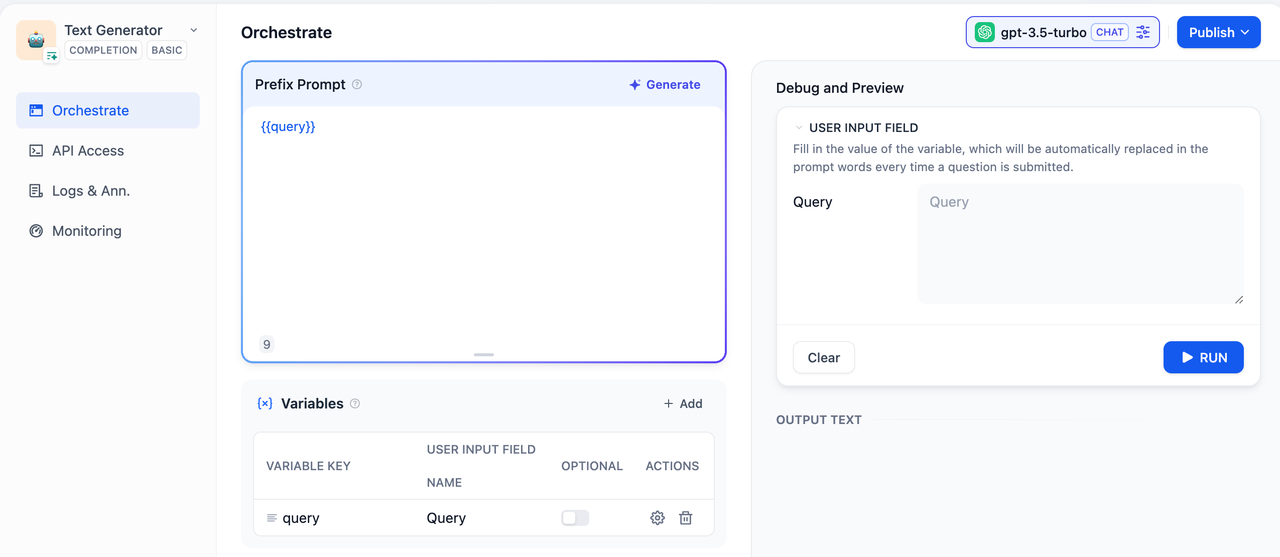 Text Generator
COMPLETION BASIC
Orchestrate
API Access
Logs & Ann.
Monitoring
Orchestrate
gpt-3.5-turbo CHAT
Publish
Prefix Prompt
Generate
{{query}}
9
Variables
+ Add
VARIABLE KEY
USER INPUT FIELD
NAME
OPTIONAL
ACTIONS
query
Query
Debug and Preview
USER INPUT FIELD
Fill in the value of the variable, which will be automatically replaced in the
prompt words every time a question is submitted.
Query
Query
Clear
RUN
OUTPUT TEXT